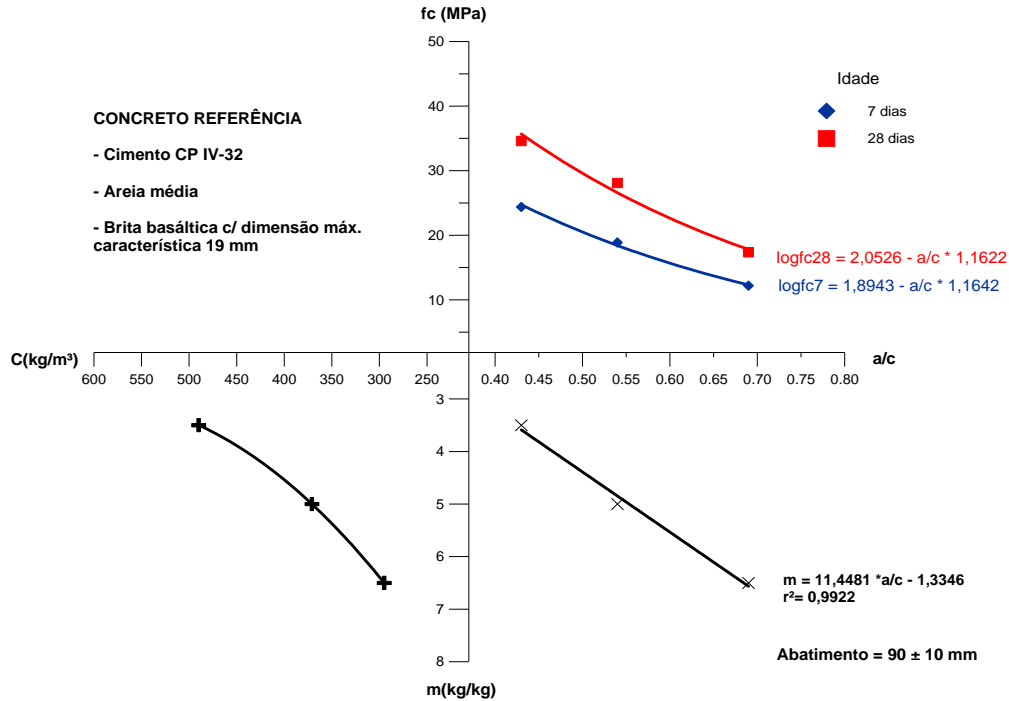 fc (MPa)
50
40
30
20
10
Idade
7 dias
28 dias
CONCRETO REFERÊNCIA
- Cimento CP IV-32
- Areia média
- Brita basáltica c/ dimensão máx.
característica 19 mm
logfc28 = 2,0526 - a/c * 1,1622
logfc7 = 1,8943 - a/c * 1,1642
C(kg/m³)
a/c
600 550 500 450 400 350 300 250
0.40 0.45 0.50 0.55 0.60 0.65 0.70 0.75 0.80
3
4
5
6
7
8
m = 11,4481 *a/c - 1,3346
r²= 0,9922
Abatimento = 90 ± 10 mm
m(kg/kg)